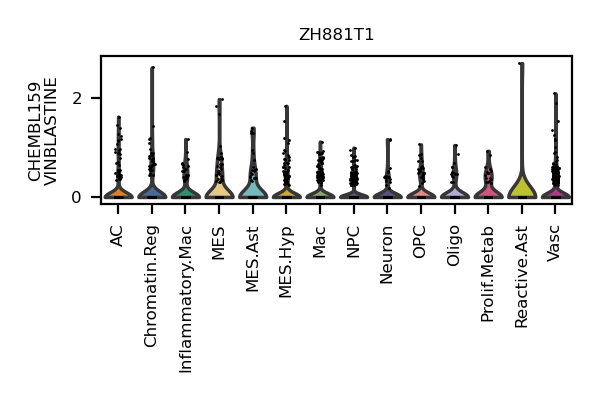 ZH881T1
CHEMBL159
VINBLASTINE
2
0
AC
Chromatin.Reg
Inflammatory.Mac
MES
MES.Ast
MES.Hyp
Mac
NPC
Neuron
OPC
Oligo
Prolif.Metab
Reactive.Ast
Vasc